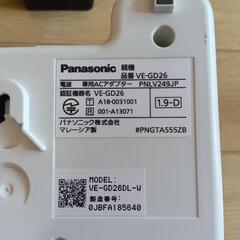 Panasonic 親機
品番 VE-GD26
電源 専用ACアダプター PNLV249JP
認証機器名 VE-GD26
T A18-0031001
R 001-A13071
1.9-D
パナソニック株式会社
マレーシア製
#PNGTA555ZB
MODEL:
VE-GD26DL-W
製造番号:
0JBFA185640